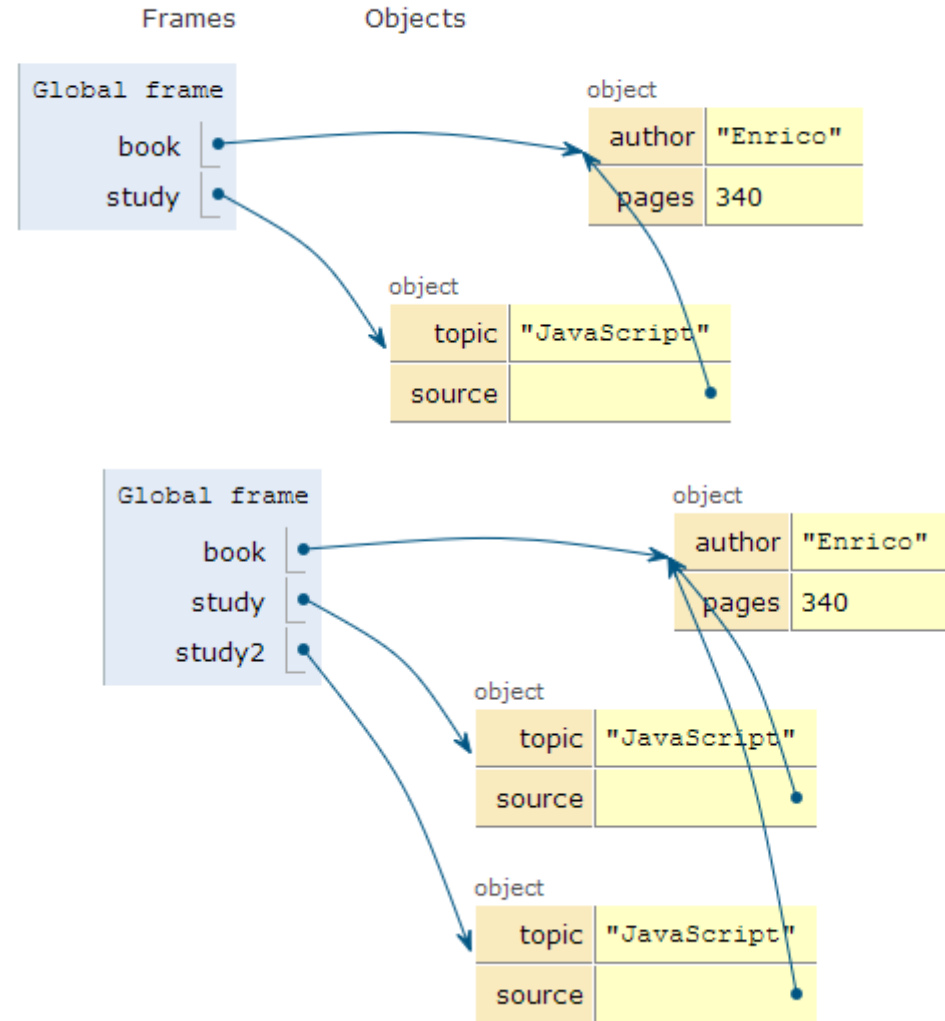 Frames Objects
Global frame
object
book
author "Enrico"
study
pages 340
object
topic "JavaScript"
source
Global frame
object
book
author "Enrico"
study
pages 340
study2
object
topic "JavaScript"
source
object
topic "JavaScript"
source